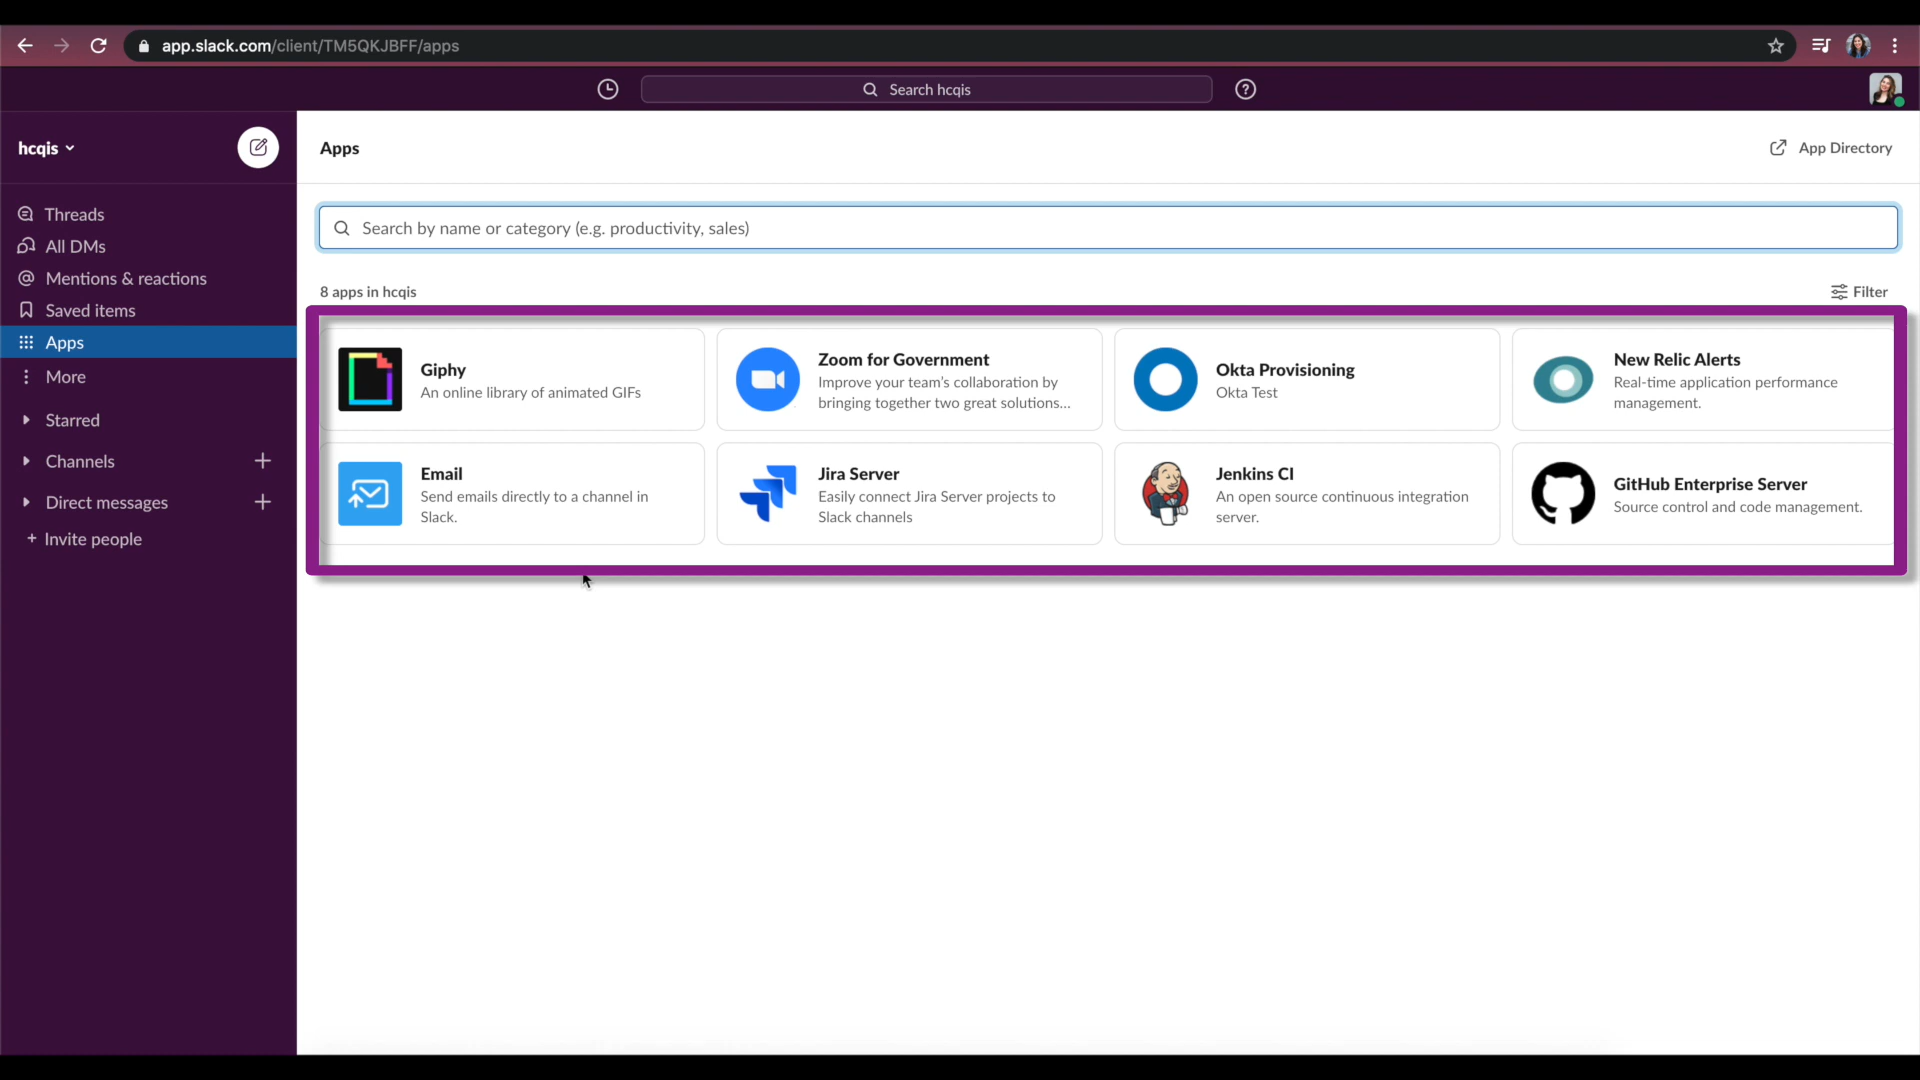 app.slack.com/client/TM5QKJBFF/apps
Search hcqis
hcqis
Apps
App Directory
Threads
All DMs
Mentions & reactions
Saved items
Apps
More
Starred
Channels
Direct messages
+ Invite people
Search by name or category (e.g. productivity, sales)
8 apps in hcqis
Filter
Giphy
An online library of animated GIFs
Zoom for Government
Improve your team's collaboration by
bringing together two great solutions...
Okta Provisioning
Okta Test
New Relic Alerts
Real-time application performance
management.
Email
Send emails directly to a channel in
Slack.
Jira Server
Easily connect Jira Server projects to
Slack channels
Jenkins CI
An open source continuous integration
server.
GitHub Enterprise Server
Source control and code management.